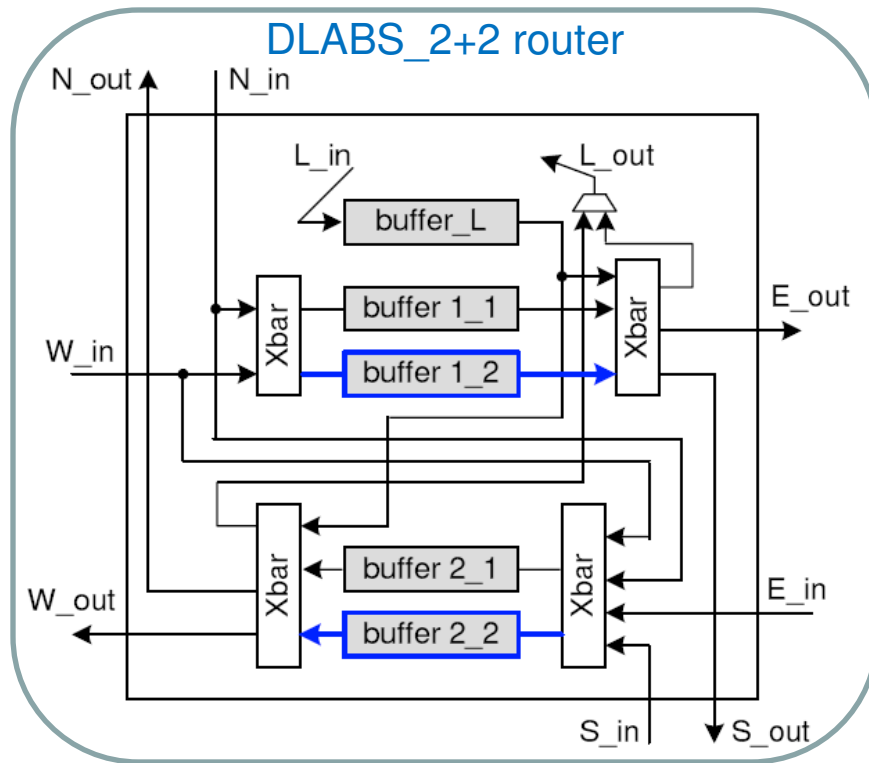 DLABS_2+2 router
N_out
N_in
L_in
L_out
buffer_L
Xbar
buffer 1_1
Xbar
E_out
W_in
buffer 1_2
Xbar
buffer 2_1
Xbar
W_out
E_in
buffer 2_2
S_in
S_out